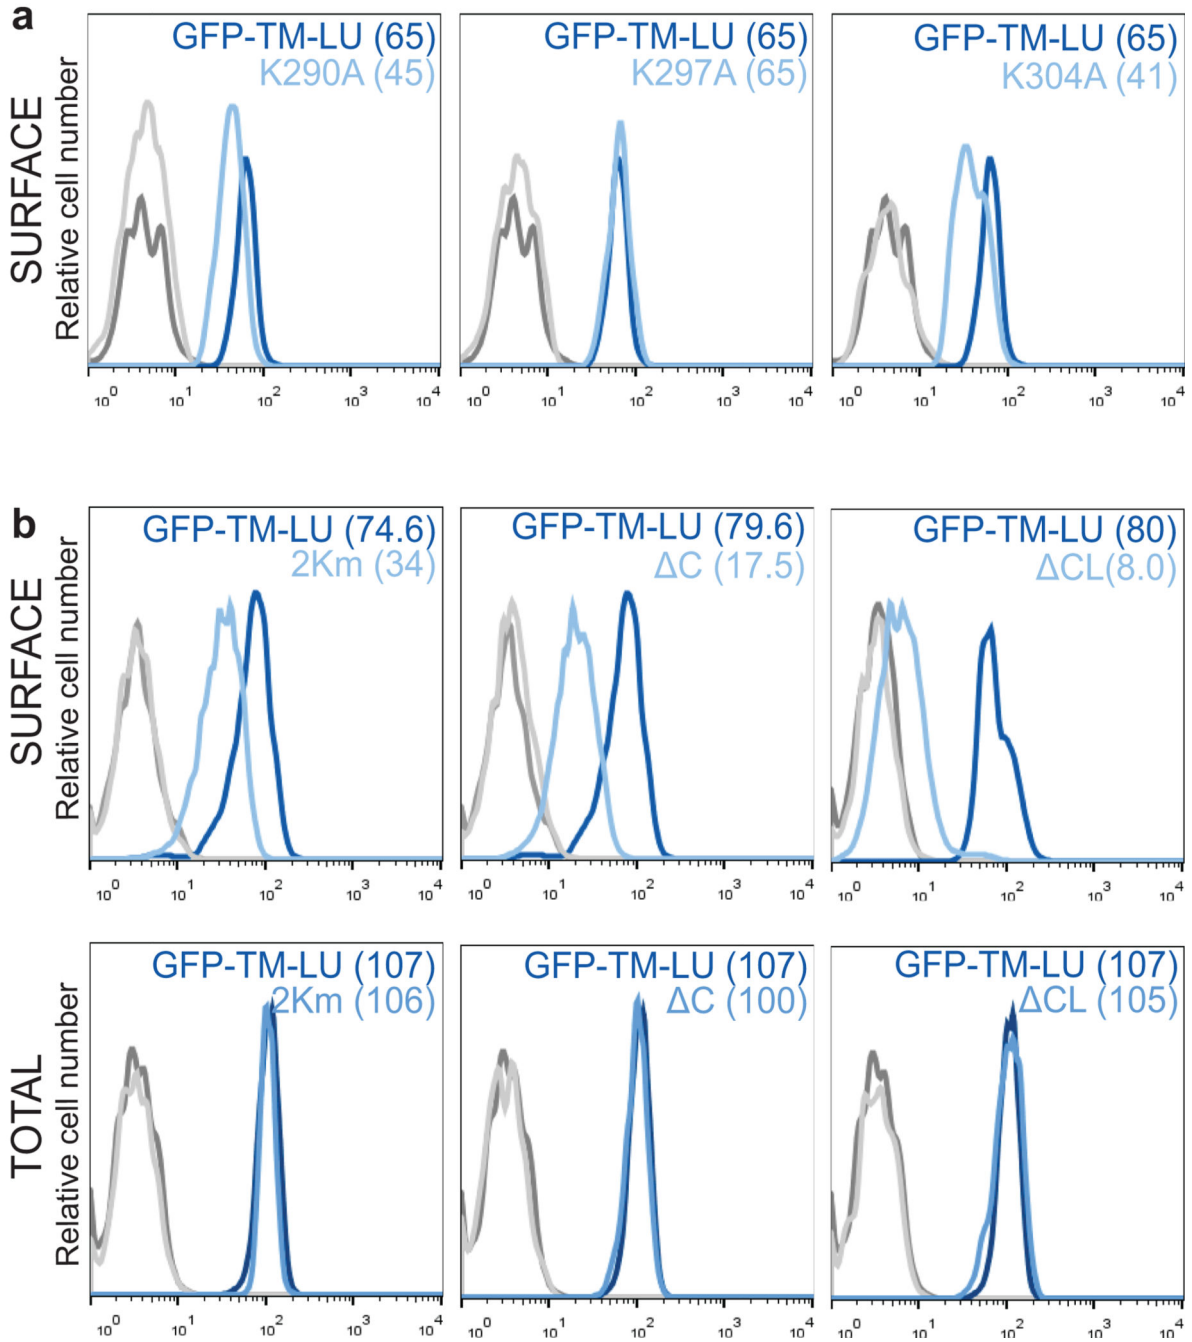 a
SURFACE
Relative cell number
GFP-TM-LU (65)
K290A (45)
10^0 10^1 10^2 10^3 10^4
GFP-TM-LU (65)
K297A (65)
10^0 10^1 10^2 10^3 10^4
GFP-TM-LU (65)
K304A (41)
10^0 10^1 10^2 10^3 10^4
b
SURFACE
Relative cell number
GFP-TM-LU (74.6)
2Km (34)
10^0 10^1 10^2 10^3 10^4
GFP-TM-LU (79.6)
ΔC (17.5)
10^0 10^1 10^2 10^3 10^4
GFP-TM-LU (80)
ΔCL(8.0)
10^0 10^1 10^2 10^3 10^4
TOTAL
Relative cell number
GFP-TM-LU (107)
2Km (106)
10^0 10^1 10^2 10^3 10^4
GFP-TM-LU (107)
ΔC (100)
10^0 10^1 10^2 10^3 10^4
GFP-TM-LU (107)
ΔCL (105)
10^0 10^1 10^2 10^3 10^4